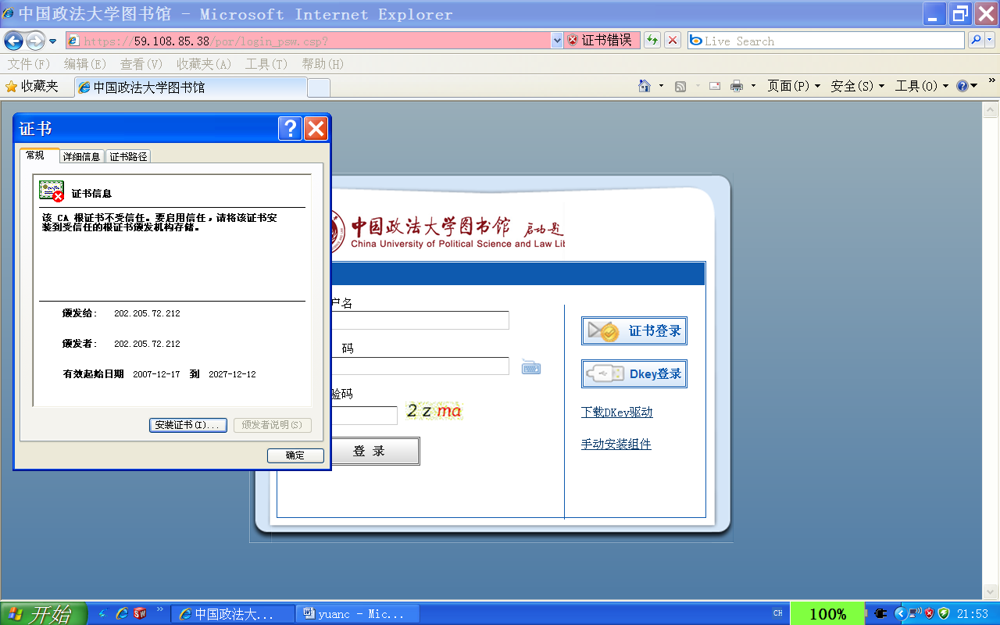 中国政法大学图书馆 - Microsoft Internet Explorer
https://59.108.85.38/por/login_psw.csp?
证书错误
Live Search
文件(F) 编辑(E) 查看(V) 收藏夹(A) 工具(T) 帮助(H)
收藏夹
中国政法大学图书馆
页面(P) 安全(S) 工具(O)
证书
常规 详细信息 证书路径
证书信息
该 CA 根证书不受信任。要启用信任，请将该证书安
装到受信任的根证书颁发机构存储。
颁发给： 202.205.72.212
颁发者： 202.205.72.212
有效起始日期 2007-12-17 到 2027-12-12
安装证书(I)... 颁发者说明(S)
确定
中国政法大学图书馆 启功题
China University of Political Science and Law Lib
户名
码
验码
2 z ma
登 录
证书登录
Dkey登录
下载DKey驱动
手动安装组件
开始
SW
中国政法大...
yuanc - Mic...
CH
100%
21:53